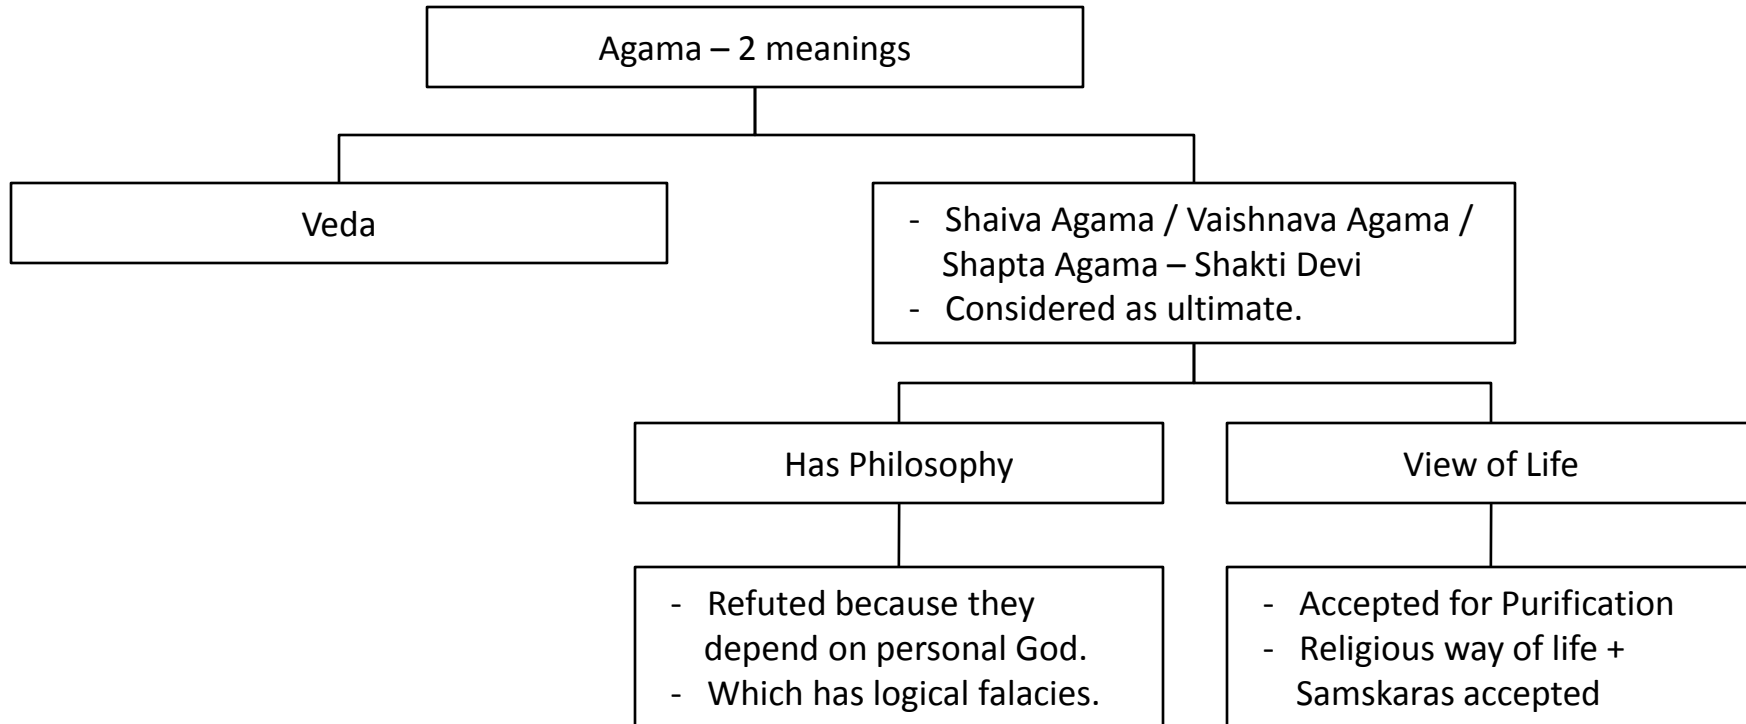 Agama – 2 meanings
Veda
- Shaiva Agama / Vaishnava Agama /
Shapta Agama – Shakti Devi
- Considered as ultimate.
Has Philosophy
View of Life
- Refuted because they
depend on personal God.
- Which has logical falacies.
- Accepted for Purification
- Religious way of life +
Samskaras accepted